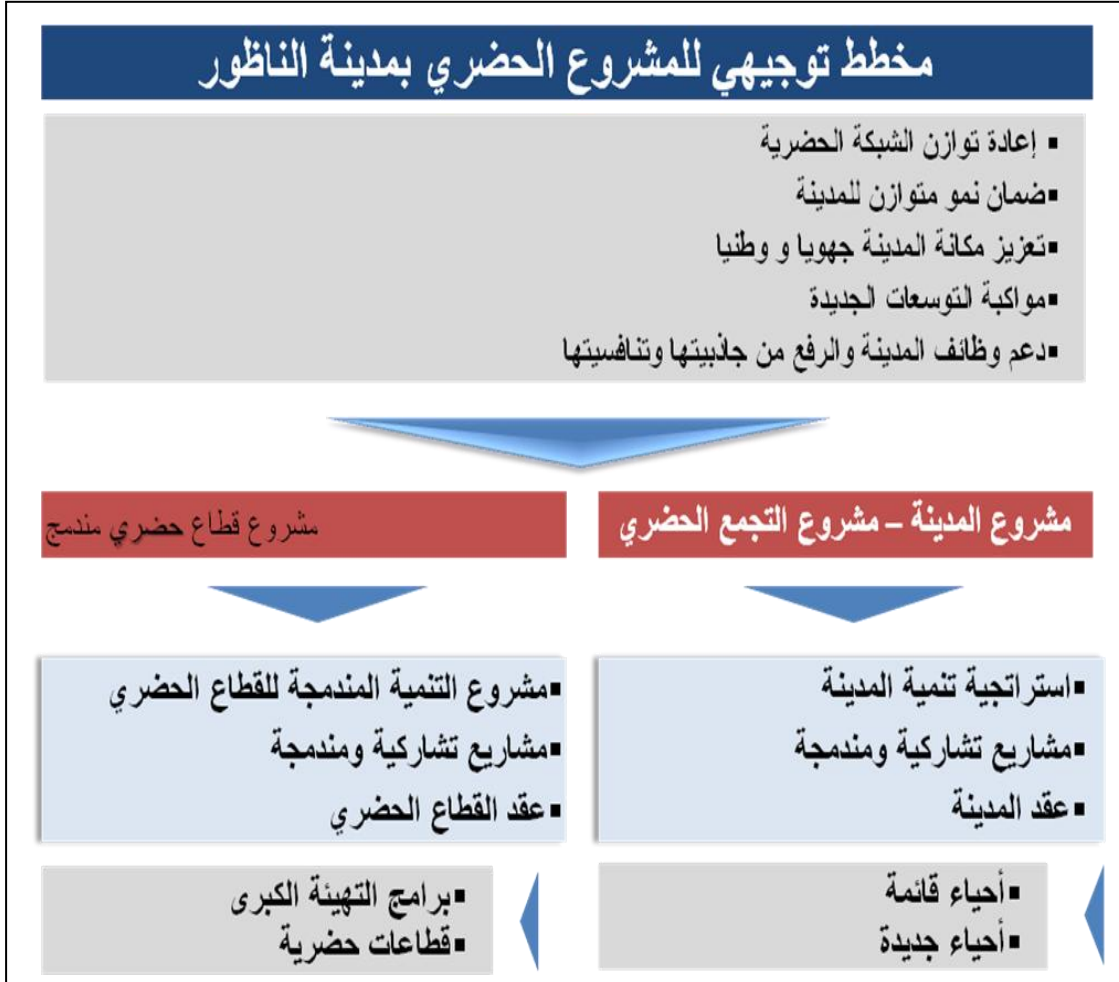 مخطط توجيهي للمشروع الحضري بمدينة الناظور
▪ إعادة توازن الشبكة الحضرية
▪ضمان نمو متوازن للمدينة
▪تعزيز مكانة المدينة جهويا و وطنيا
▪مواكبة التوسعات الجديدة
▪دعم وظائف المدينة والرفع من جاذبيتها وتنافسيتها
مشروع المدينة – مشروع التجمع الحضري
مشروع قطاع حضري مندمج
▪استراتجية تنمية المدينة
▪مشاريع تشاركية ومندمجة
▪عقد المدينة
▪مشروع التنمية المندمجة للقطاع الحضري
▪مشاريع تشاركية ومندمجة
▪عقد القطاع الحضري
▪أحياء قائمة
▪أحياء جديدة
▪برامج التهيئة الكبرى
▪قطاعات حضرية